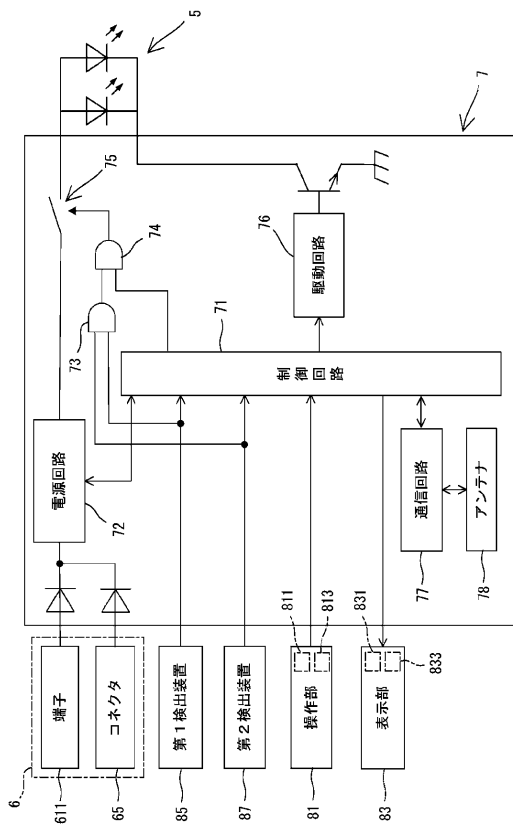 5
7
75
74
73
71
76
駆動回路
制御回路
電源回路
72
通信回路
77
アンテナ
78
6
端子
611
コネクタ
65
第1検出装置
85
第2検出装置
87
操作部
811
813
81
表示部
831
833
83